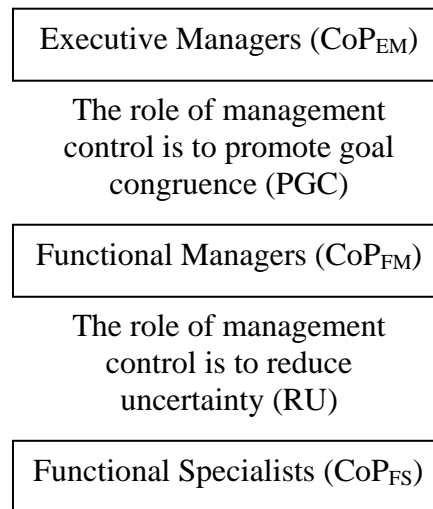 Executive Managers (CoPEM)
The role of management
control is to promote goal
congruence (PGC)
Functional Managers (CoPFM)
The role of management
control is to reduce
uncertainty (RU)
Functional Specialists (CoPFS)